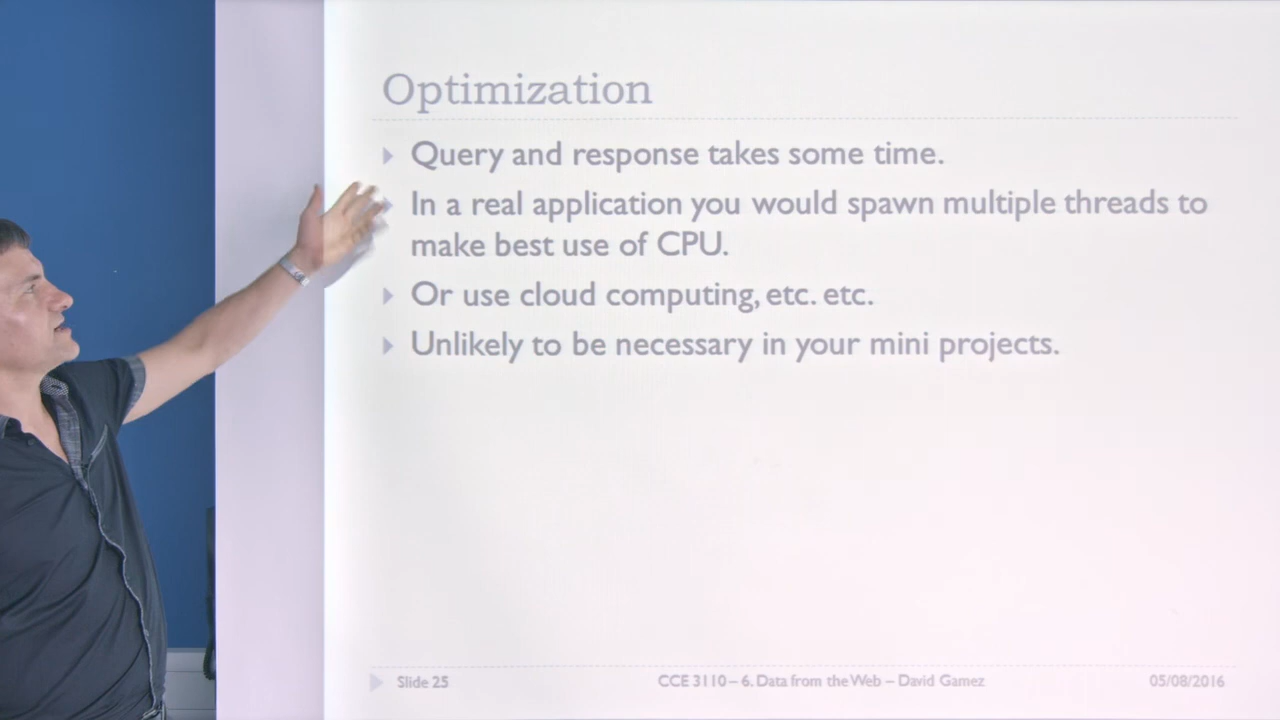 Optimization
Query and response takes some time.
In a real application you would spawn multiple threads to
make best use of CPU.
Or use cloud computing, etc. etc.
Unlikely to be necessary in your mini projects.
Slide 25
CCE 3110 – 6. Data from the Web – David Gamez
05/08/2016